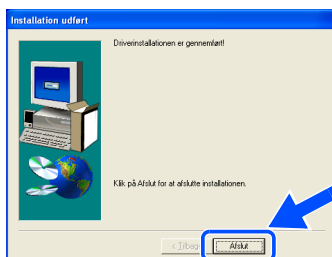 Installation udført
Driverinstallationen er gennemført!
Klik på Afslut for at afslutte installationen.
< Tilbage
Afslut